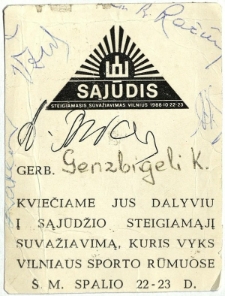 SĄJŪDIS
STEIGIAMASIS SUVAŽIAVIMAS VILNIUS 1988 10 22-23
GERB. Genzbigeli K.
KVIEČIAME JUS DALYVIU
Į SĄJŪDŽIO STEIGIAMĄJĮ
SUVAŽIAVIMĄ, KURIS VYKS
VILNIAUS SPORTO RŪMUOSE
Š.M. SPALIO 22-23 D.